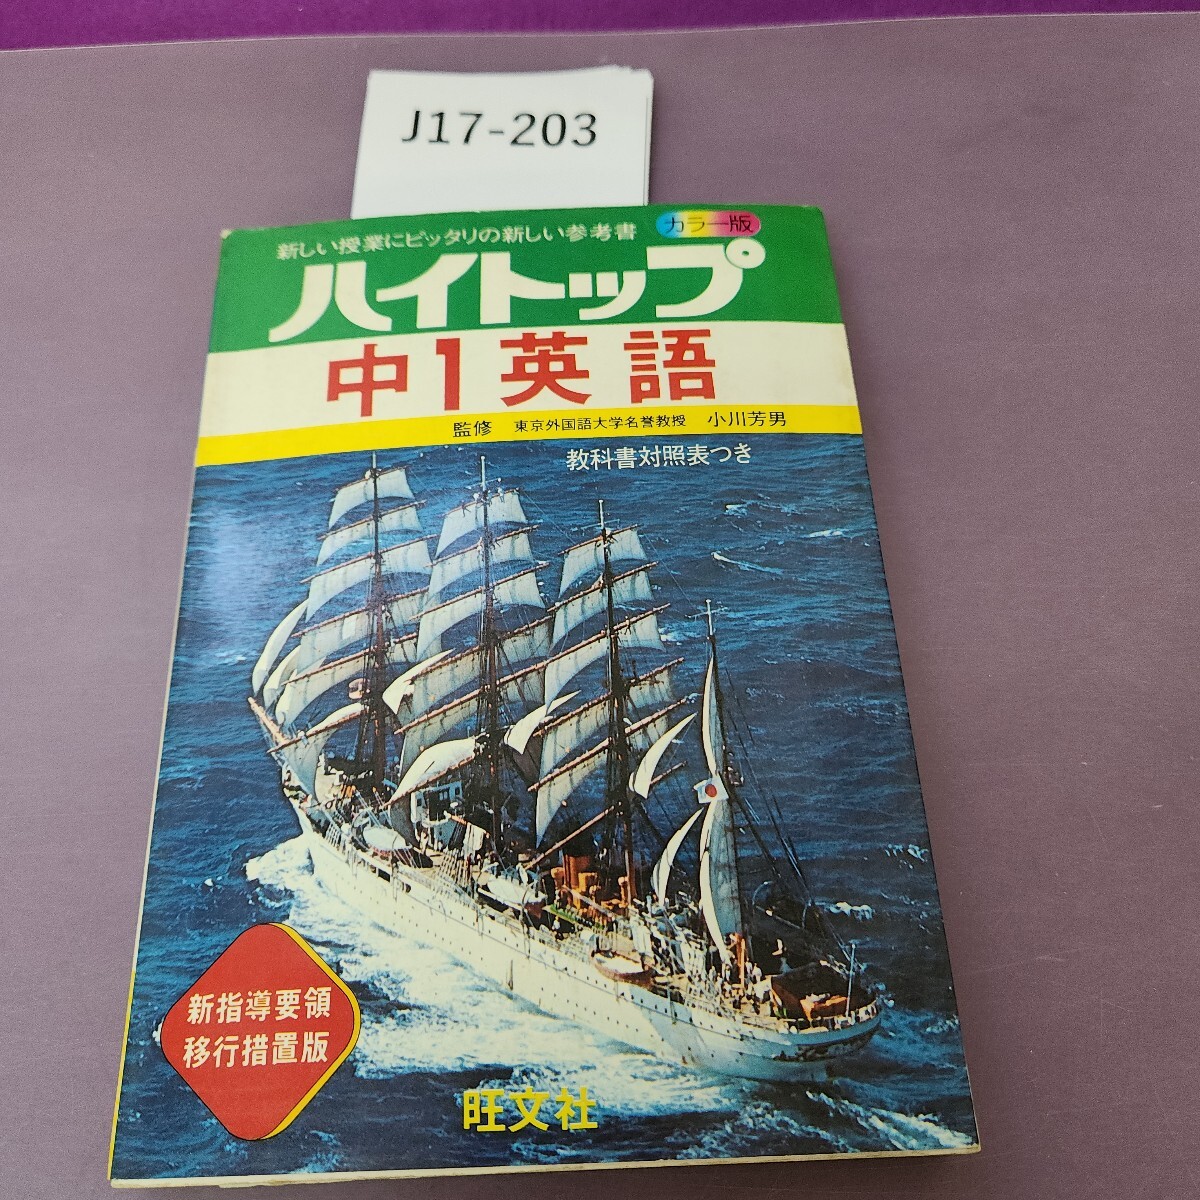 J17-203
新しい授業にピッタリの新しい参考書
カラー版
ハイトップ
中1英語
監修 東京外国語大学名誉教授 小川芳男
教科書対照表つき
新指導要領
移行措置版
旺文社